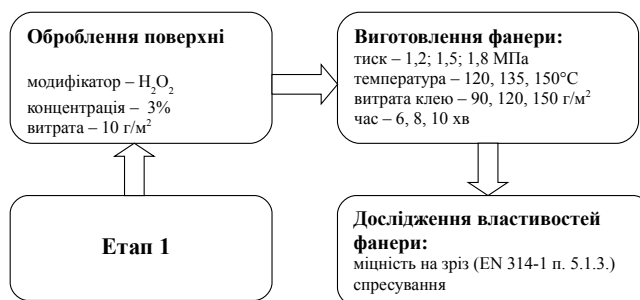 Оброблення поверхні
модифікатор – H₂O₂
концентрація – 3%
витрата – 10 г/м²
Виготовлення фанери:
тиск – 1,2; 1,5; 1,8 МПа
температура – 120, 135, 150°С
витрата клею – 90, 120, 150 г/м²
час – 6, 8, 10 хв
Етап 1
Дослідження властивостей
фанери:
міцність на зріз (EN 314-1 п. 5.1.3.)
спресування